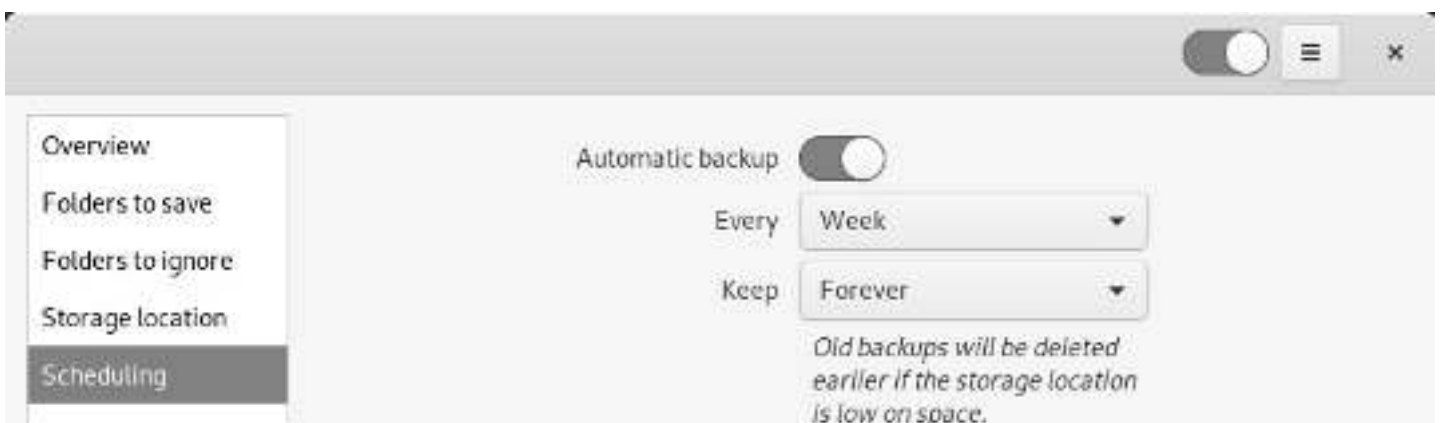 Overview
Folders to save
Folders to ignore
Storage location
Scheduling
Automatic backup
Every Week
Keep Forever
Old backups will be deleted
earlier if the storage location
is low on space.